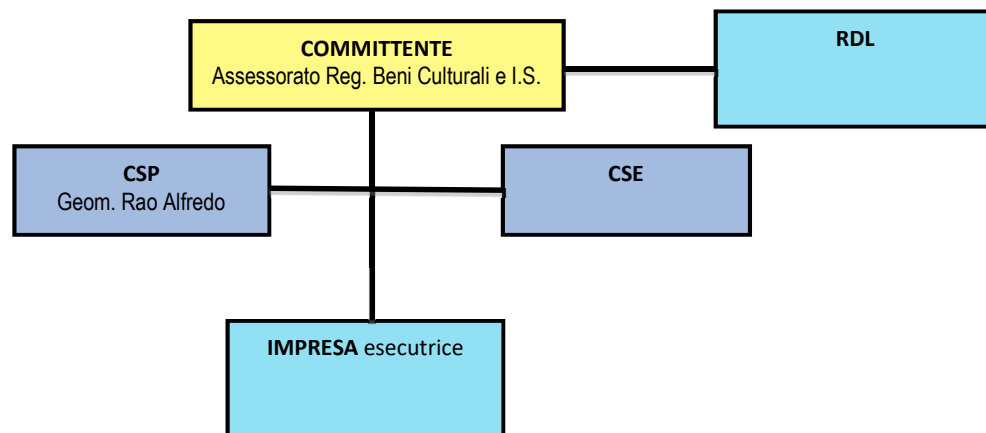 COMMITTENTE
Assessorato Reg. Beni Culturali e I.S.
RDL
CSP
Geom. Rao Alfredo
CSE
IMPRESA esecutrice